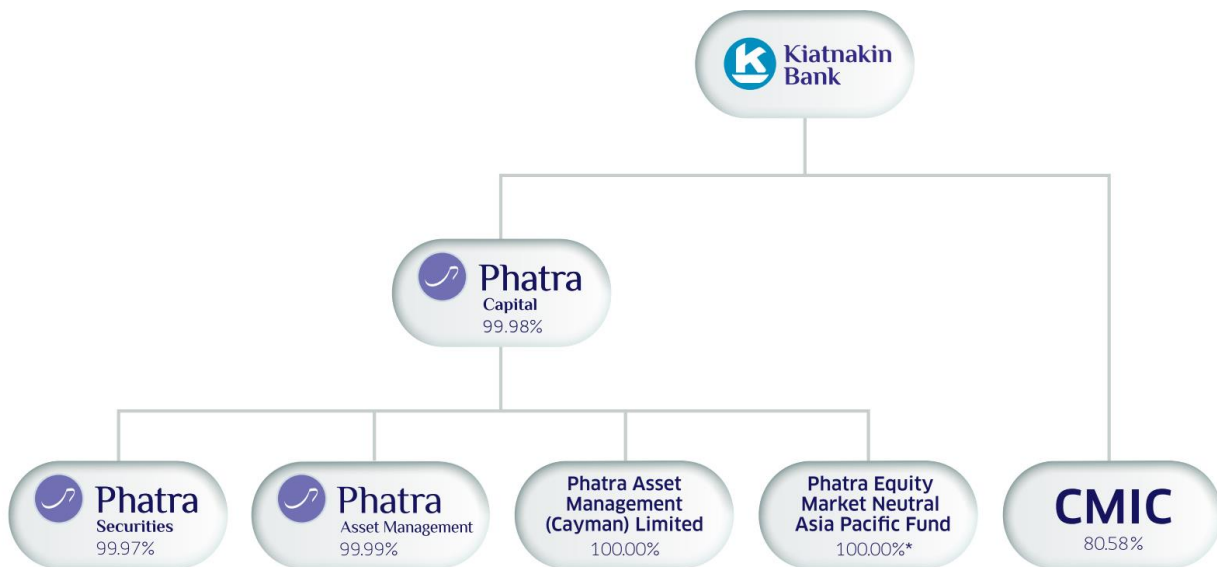 Kiatnakin
Bank
Phatra
Capital
99.98%
Phatra
Securities
99.97%
Phatra
Asset Management
99.99%
Phatra Asset
Management
(Cayman) Limited
100.00%
Phatra Equity
Market Neutral
Asia Pacific Fund
100.00%*
CMIC
80.58%